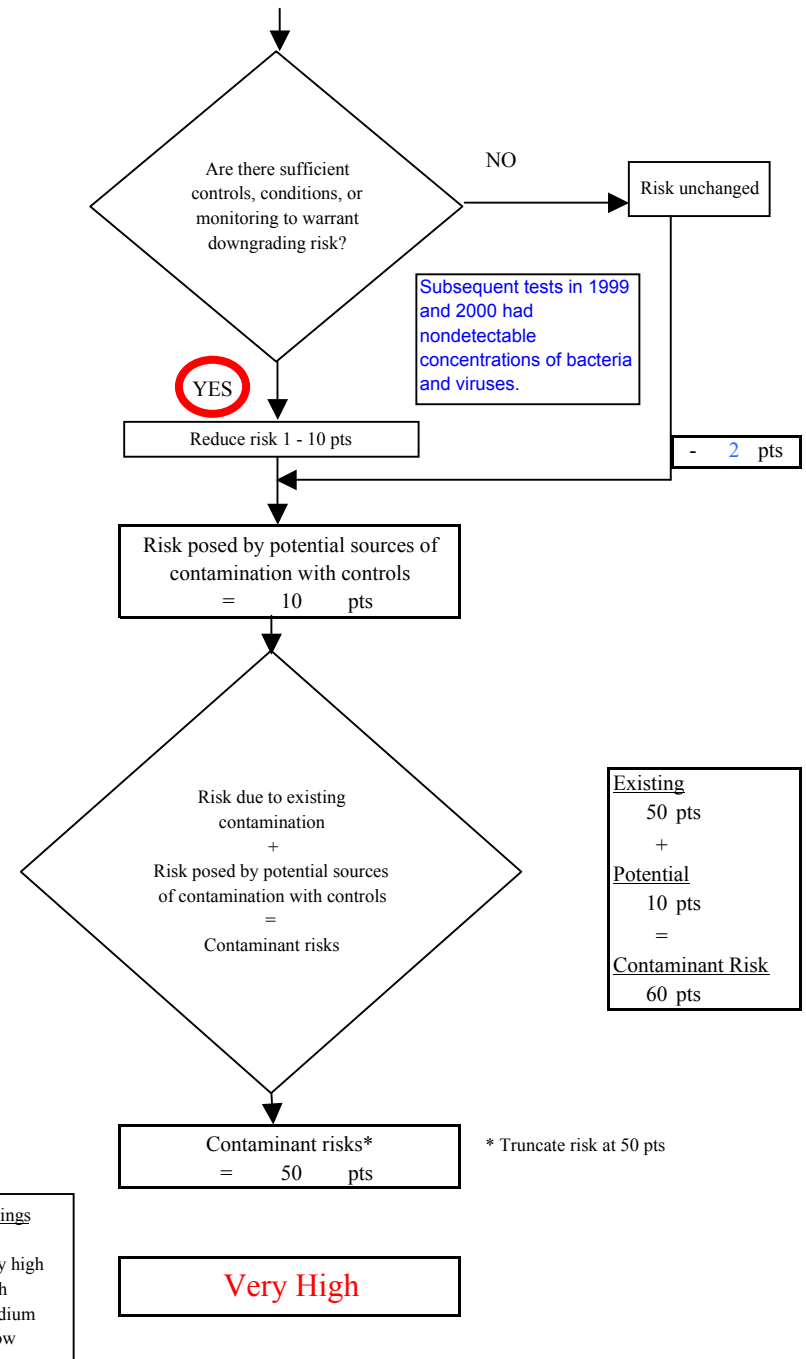 Are there sufficient
controls, conditions, or
monitoring to warrant
downgrading risk?
NO
Risk unchanged
Subsequent tests in 1999
and 2000 had
nondetectable
concentrations of bacteria
and viruses.
YES
Reduce risk 1 - 10 pts
- 2 pts
Risk posed by potential sources of
contamination with controls
= 10 pts
Risk due to existing
contamination
+
Risk posed by potential sources
of contamination with controls
=
Contaminant risks
Existing
50 pts
+
Potential
10 pts
=
Contaminant Risk
60 pts
Contaminant risks*
= 50 pts
* Truncate risk at 50 pts
high
Very High